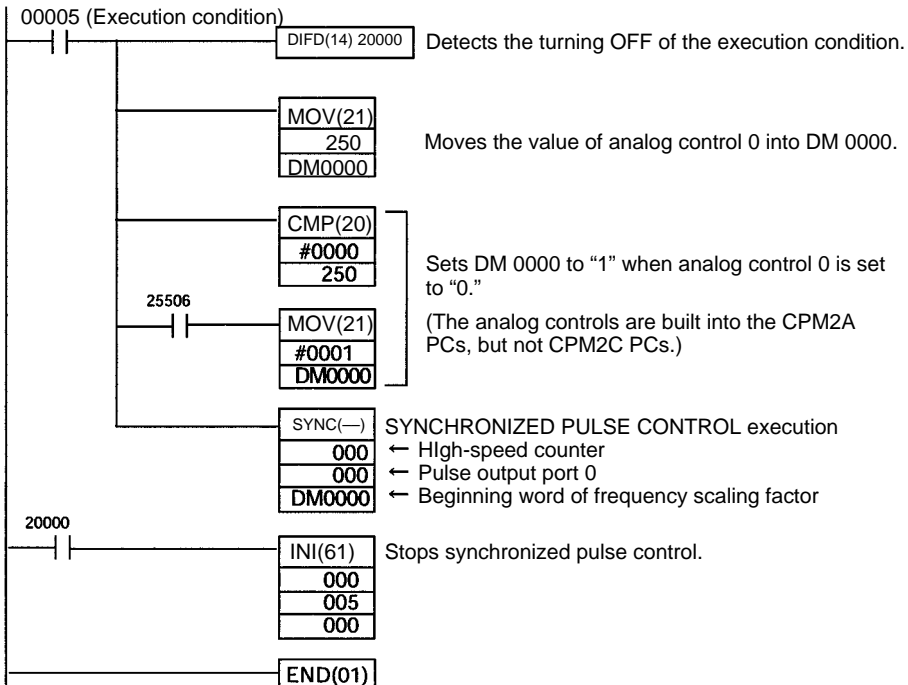 00005 (Execution condition)
DIFD(14) 20000 Detects the turning OFF of the execution condition.
MOV(21)
250
DM0000
Moves the value of analog control 0 into DM 0000.
CMP(20)
#0000
250
Sets DM 0000 to “1” when analog control 0 is set
to “0.”
(The analog controls are built into the CPM2A
PCs, but not CPM2C PCs.)
25506
MOV(21)
#0001
DM0000
SYNC(—) SYNCHRONIZED PULSE CONTROL execution
000 ← HIgh-speed counter
000 ← Pulse output port 0
DM0000 ← Beginning word of frequency scaling factor
20000
INI(61) Stops synchronized pulse control.
000
005
000
END(01)